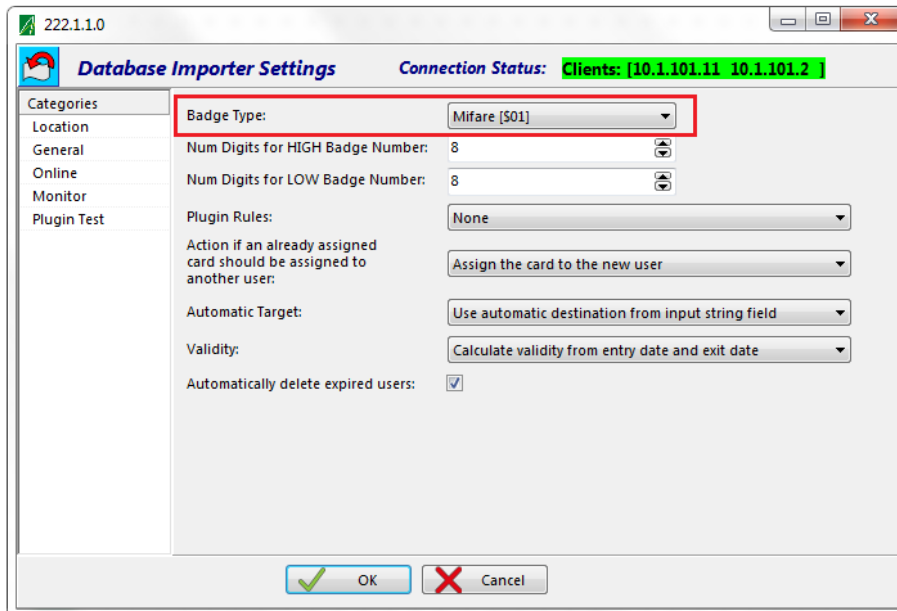 222.1.1.0
Database Importer Settings Connection Status: Clients: [10.1.101.11 10.1.101.2 ]
Categories
Location
General
Online
Monitor
Plugin Test
Badge Type: Mifare [$01]
Num Digits for HIGH Badge Number: 8
Num Digits for LOW Badge Number: 8
Plugin Rules: None
Action if an already assigned
card should be assigned to
another user: Assign the card to the new user
Automatic Target: Use automatic destination from input string field
Validity: Calculate validity from entry date and exit date
Automatically delete expired users:
OK Cancel